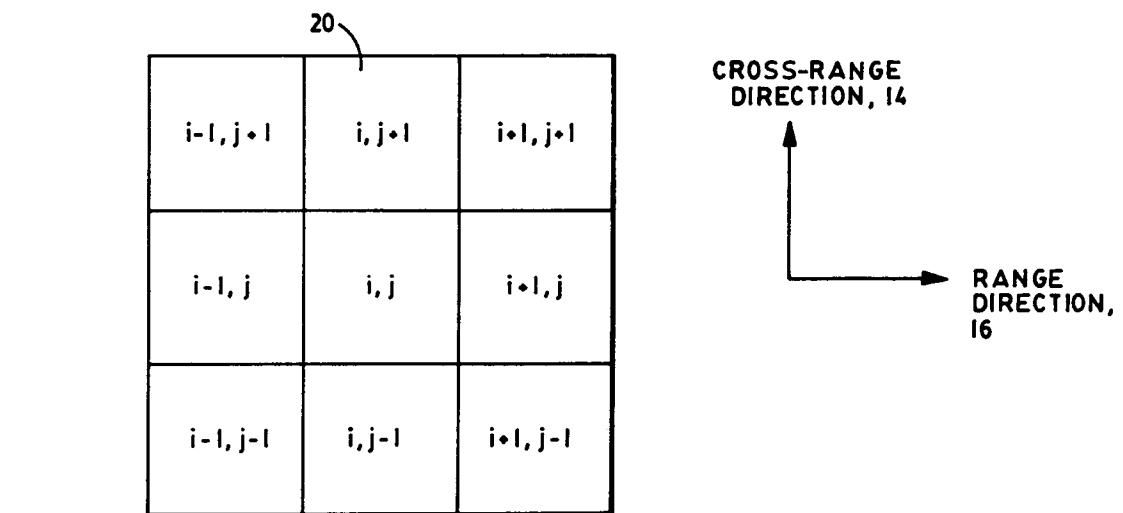 20
CROSS-RANGE
DIRECTION, 14
i-1, j+1
i, j+1
i+1, j+1
i-1, j
i, j
i+1, j
RANGE
DIRECTION,
16
i-1, j-1
i, j-1
i+1, j-1